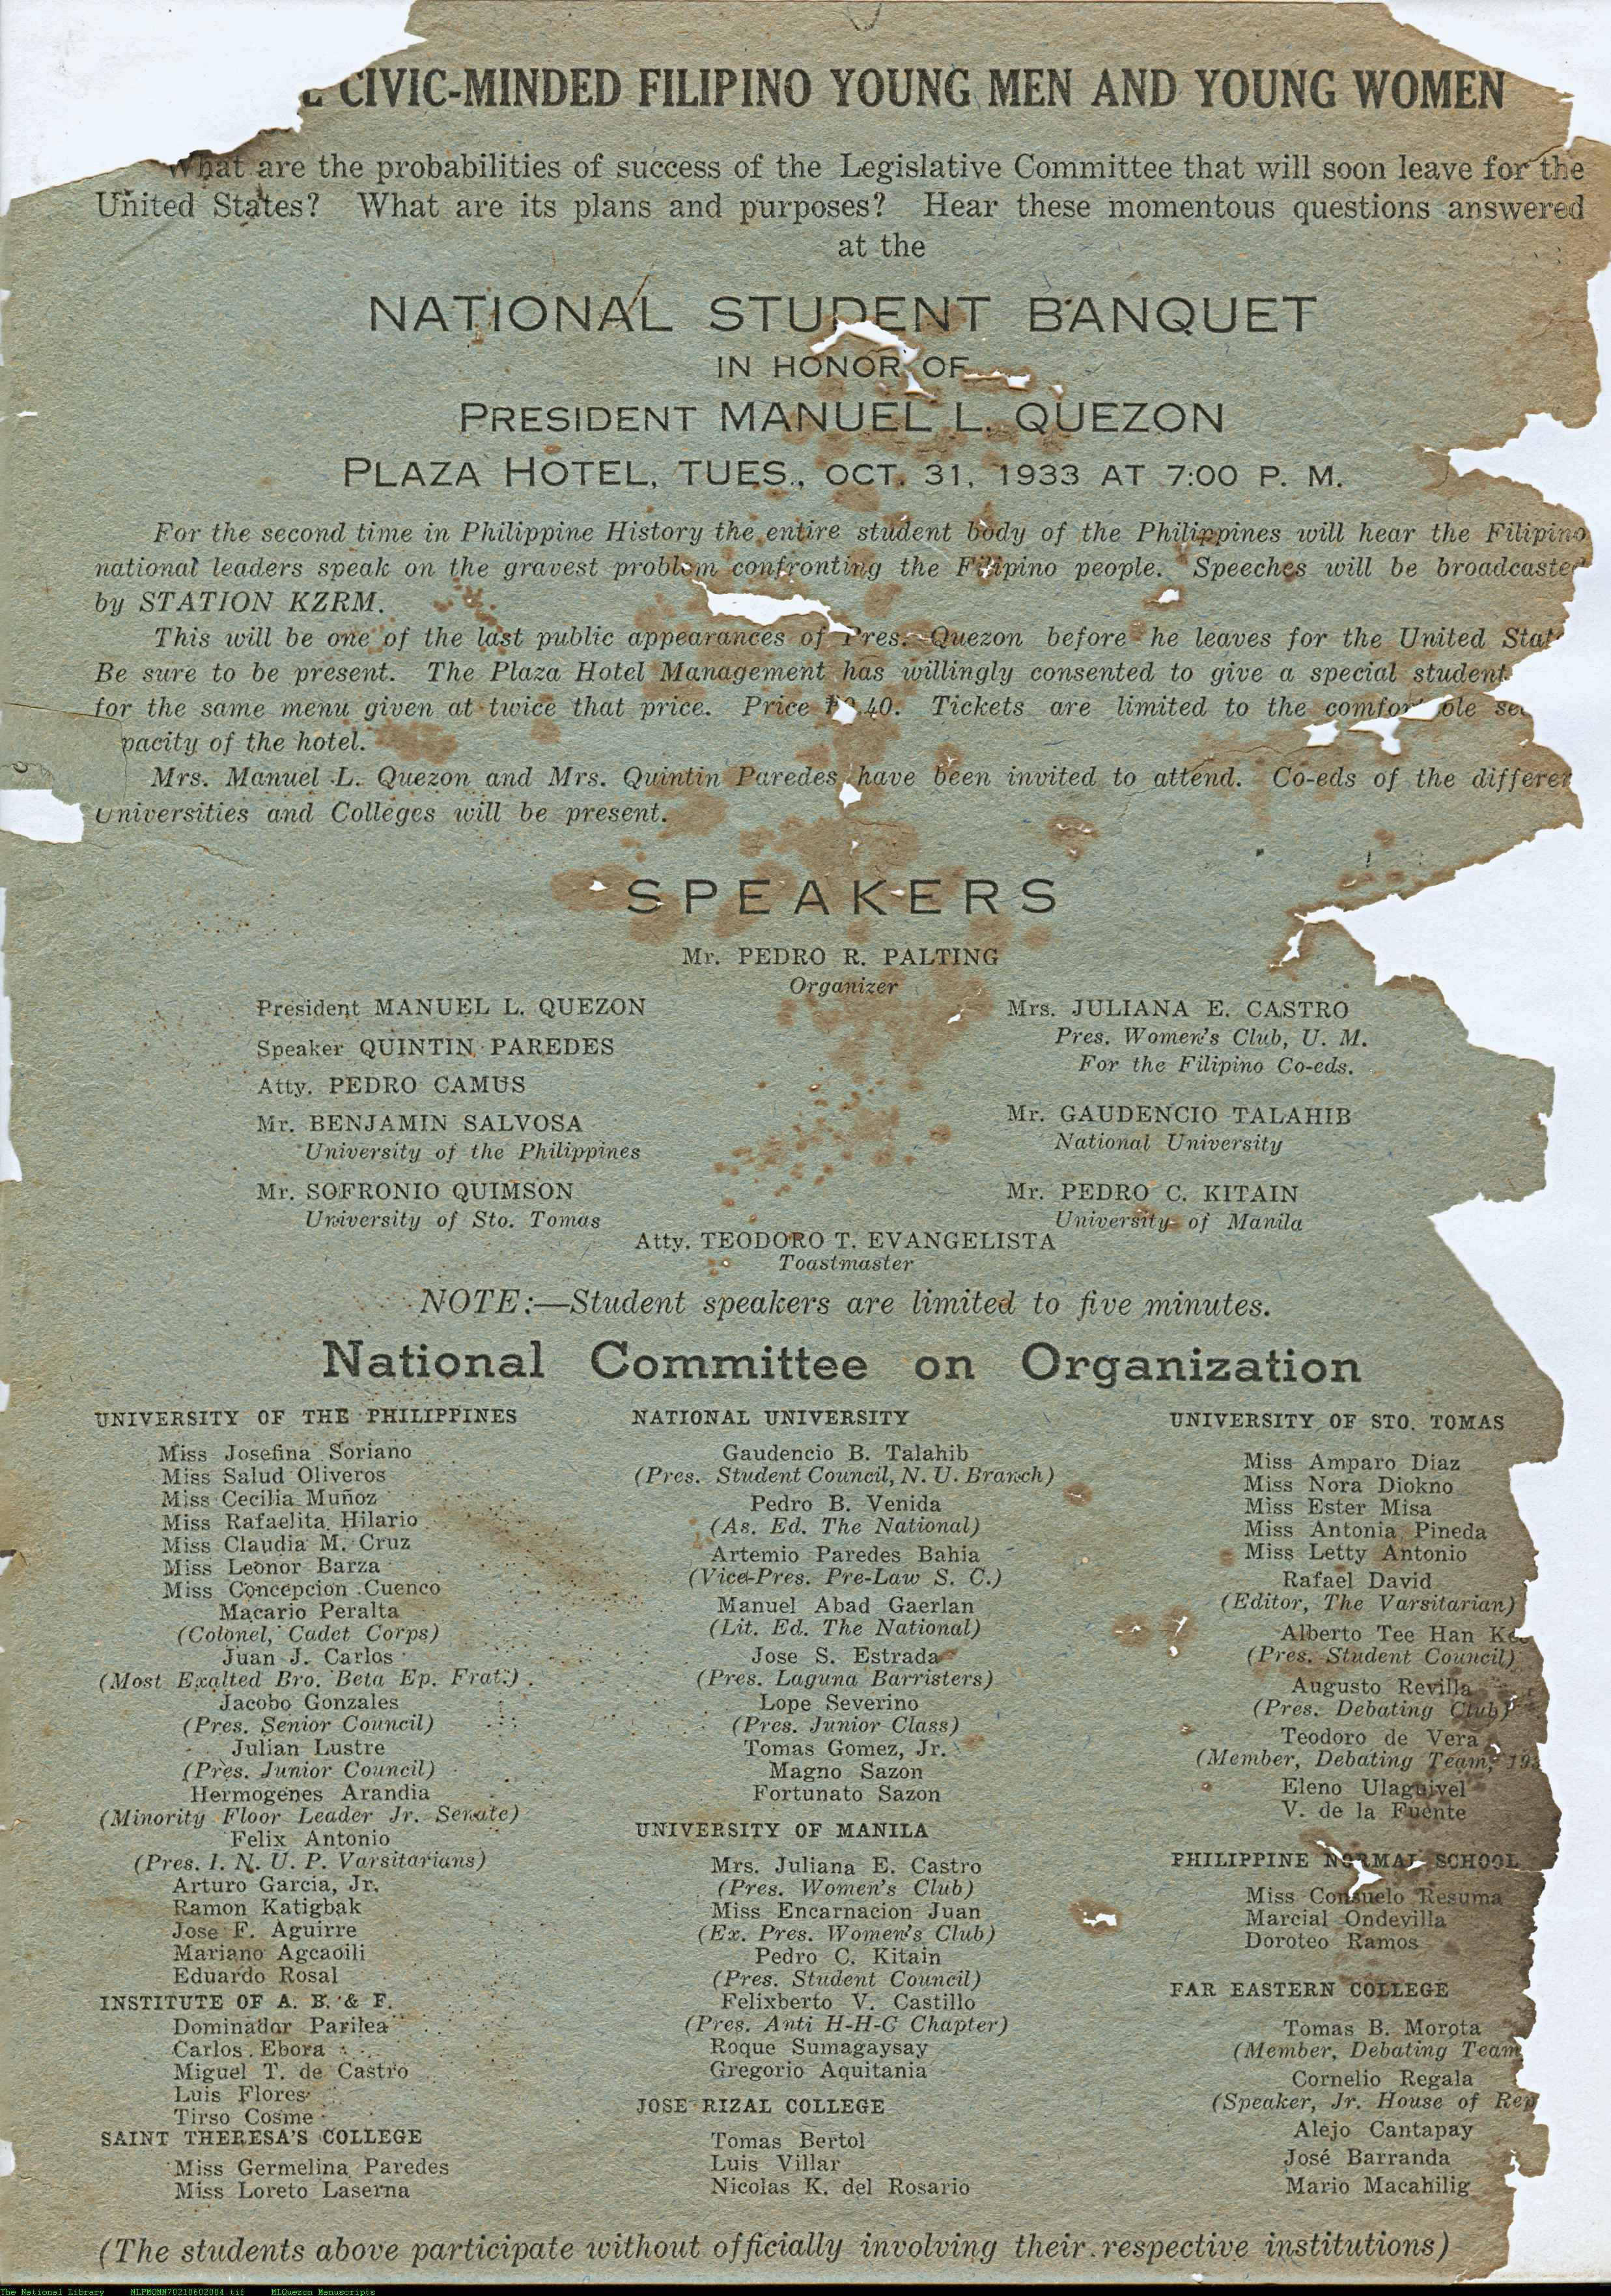 CIVIC-MINDED FILIPINO YOUNG MEN AND YOUNG WOMEN
What are the probabilities of success of the Legislative Committee that will soon leave for the
United States? What are its plans and purposes? Hear these momentous questions answered
at the
NATIONAL STUDENT BANQUET
IN HONOR OF
PRESIDENT MANUEL L. QUEZON
PLAZA HOTEL, TUES., OCT. 31, 1933 AT 7:00 P. M.
For the second time in Philippine History the entire student body of the Philippines will hear the Filipino
national leaders speak on the gravest problem confronting the Filipino people. Speeches will be broadcasted
by STATION KZRM.
This will be one of the last public appearances of Pres. Quezon before he leaves for the United
Be sure to be present. The Plaza Hotel Management has willingly consented to give a special student
for the same menu given at twice that price. Price ₱0.40. Tickets are limited to the
pacity of the hotel.
Mrs. Manuel L. Quezon and Mrs. Quintin Paredes have been invited to attend. Co-eds of the
Universities and Colleges will be present.
SPEAKERS
Mr. PEDRO R. PALTING
Organizer
President MANUEL L. QUEZON
Speaker QUINTIN PAREDES
Atty. PEDRO CAMUS
Mr. BENJAMIN SALVOSA
University of the Philippines
Mr. SOFRONIO QUIMSON
University of Sto. Tomas
Mrs. JULIANA E. CASTRO
Pres. Women's Club, U. M.
For the Filipino Co-eds.
Mr. GAUDENCIO TALAHIB
National University
Mr. PEDRO C. KITAIN
University of Manila
Atty. TEODORO T. EVANGELISTA
Toastmaster
NOTE:—Student speakers are limited to five minutes.
National Committee on Organization
UNIVERSITY OF THE PHILIPPINES
Miss Josefina Soriano
Miss Salud Oliveros
Miss Cecilia Muñoz
Miss Rafaelita Hilario
Miss Claudia M. Cruz
Miss Leonor Barza
Miss Concepcion Cuenco
Macario Peralta
(Colonel, Cadet Corps)
Juan J. Carlos
(Most Exalted Bro. Beta Ep. Frat.)
Jacobo Gonzales
(Pres. Senior Council)
Julian Lustre
(Pres. Junior Council)
Hermogenes Arandia
(Minority Floor Leader Jr. Senate)
Felix Antonio
(Pres. I. N. U. P. Varsitarians)
Arturo Garcia, Jr.
Ramon Katigbak
Jose F. Aguirre
Mariano Agcaoili
Eduardo Rosal
INSTITUTE OF A. B. & F.
Dominador Parilea
Carlos Ebora
Miguel T. de Castro
Luis Flores
Tirso Cosme
SAINT THERESA'S COLLEGE
Miss Germelina Paredes
Miss Loreto Laserna
NATIONAL UNIVERSITY
Gaudencio B. Talahib
(Pres. Student Council, N. U. Branch)
Pedro B. Venida
(As. Ed. The National)
Artemio Paredes Bahia
(Vice-Pres. Pre-Law S. C.)
Manuel Abad Gaerlan
(Lit. Ed. The National)
Jose S. Estrada
(Pres. Laguna Barristers)
Lope Severino
(Pres. Junior Class)
Tomas Gomez, Jr.
Magno Sazon
Fortunato Sazon
UNIVERSITY OF MANILA
Mrs. Juliana E. Castro
(Pres. Women's Club)
Miss Encarnacion Juan
(Ex. Pres. Women's Club)
Pedro C. Kitain
(Pres. Student Council)
Felixberto V. Castillo
(Pres. Anti H-H-C Chapter)
Roque Sumagaysay
Gregorio Aquitania
JOSE RIZAL COLLEGE
Tomas Bertol
Luis Villar
Nicolas K. del Rosario
UNIVERSITY OF STO. TOMAS
Miss Amparo Diaz
Miss Nora Diokno
Miss Ester Misa
Miss Antonia Pineda
Miss Letty Antonio
Rafael David
(Editor, The Varsitarian)
Alberto Tee Han
(Pres. Student Council)
Augusto Revilla
(Pres. Debating Club)
Teodoro de Vera
(Member, Debating Team,
Eleno Ulaguivel
V. de la Fuente
PHILIPPINE NORMAL SCHOOL
Miss Consuelo Resuma
Marcial Ondevilla
Doroteo Ramos
FAR EASTERN COLLEGE
Tomas B. Morota
(Member, Debating Team
Cornelio Regala
(Speaker, Jr. House of Rep
Alejo Cantapay
José Barranda
Mario Macahilig
(The students above participate without officially involving their respective institutions)
The National Library NLPMQMN70210602004.tif MLQuezon Manuscripts